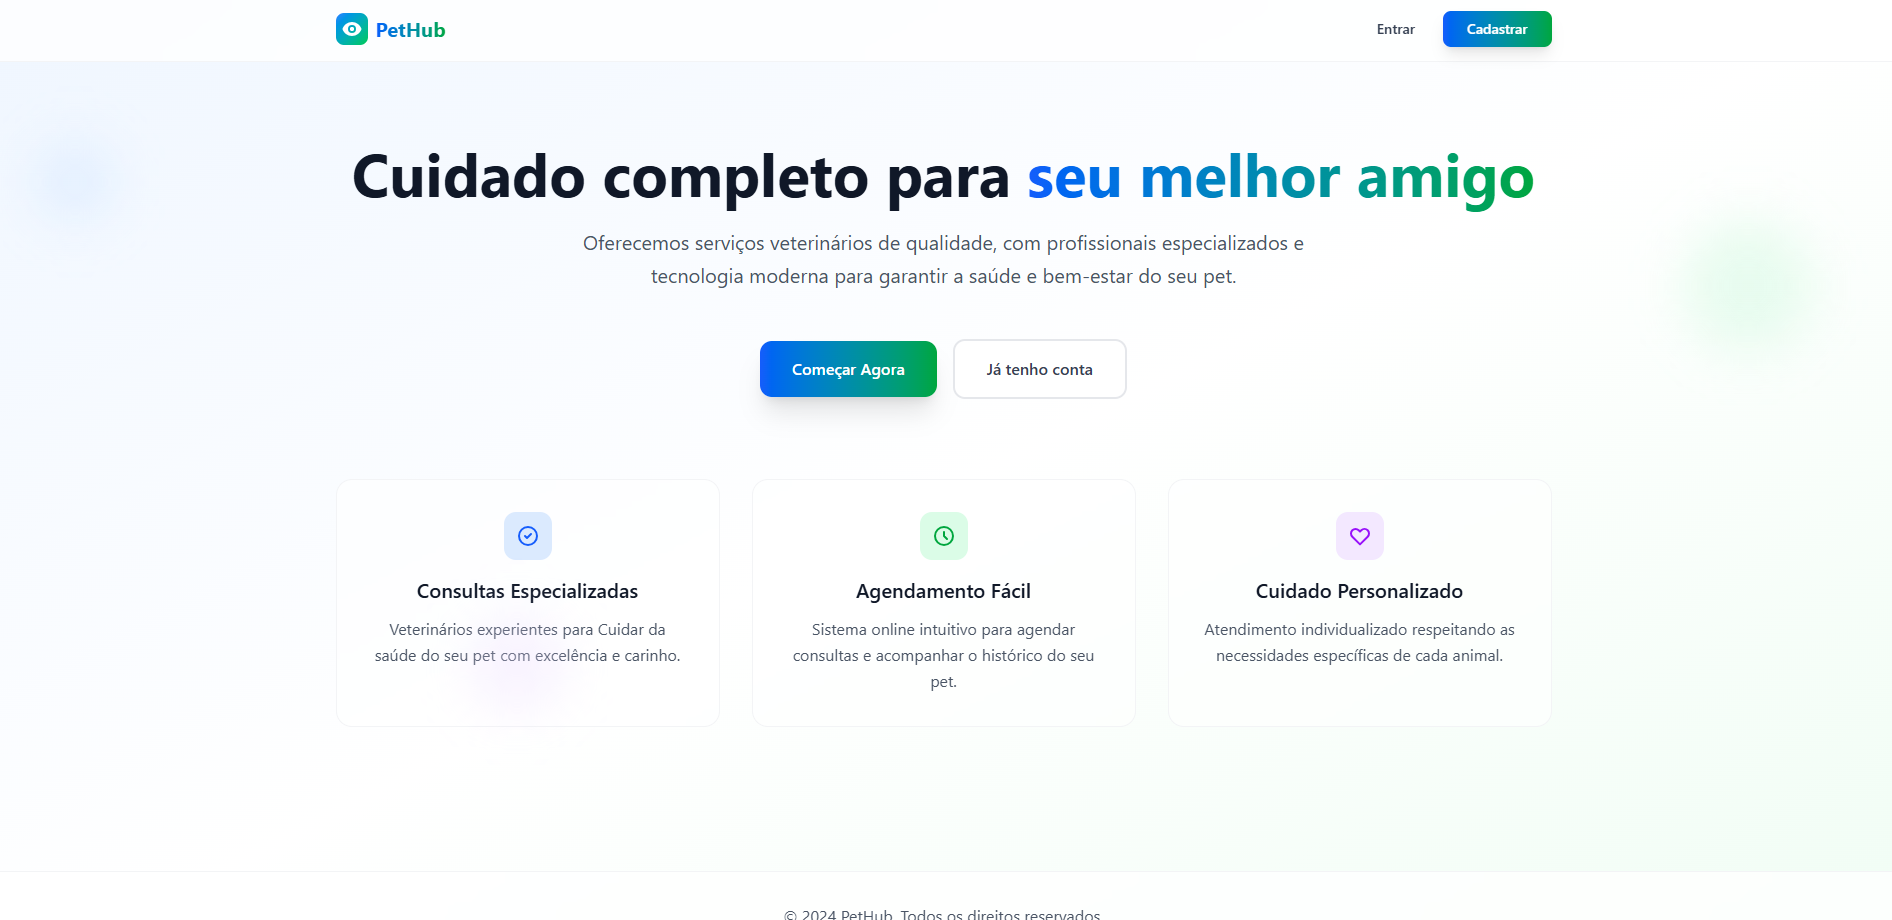 PetHub
Entrar
Cadastrar
Cuidado completo para seu melhor amigo
Oferecemos serviços veterinários de qualidade, com profissionais especializados e
tecnologia moderna para garantir a saúde e bem-estar do seu pet.
Começar Agora
Já tenho conta
Consultas Especializadas
Veterinários experientes para Cuidar da
saúde do seu pet com excelência e carinho.
Agendamento Fácil
Sistema online intuitivo para agendar
consultas e acompanhar o histórico do seu
pet.
Cuidado Personalizado
Atendimento individualizado respeitando as
necessidades específicas de cada animal.
© 2024 PetHub. Todos os direitos reservados.